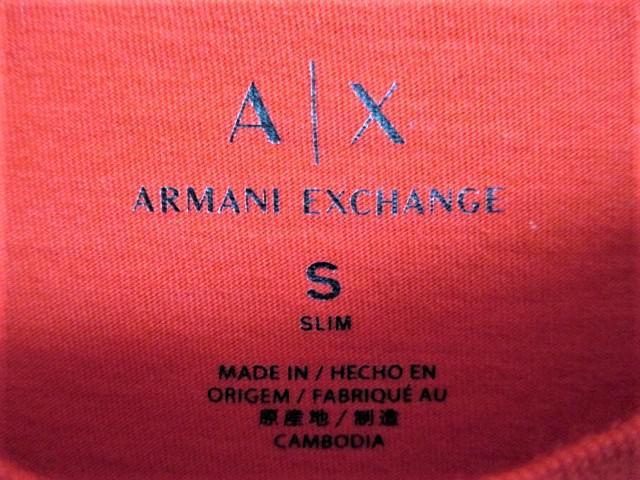 A|X
ARMANI EXCHANGE
S
SLIM
MADE IN / HECHO EN
ORIGEM / FABRIQUÉ AU
原産地 / 制造
CAMBODIA